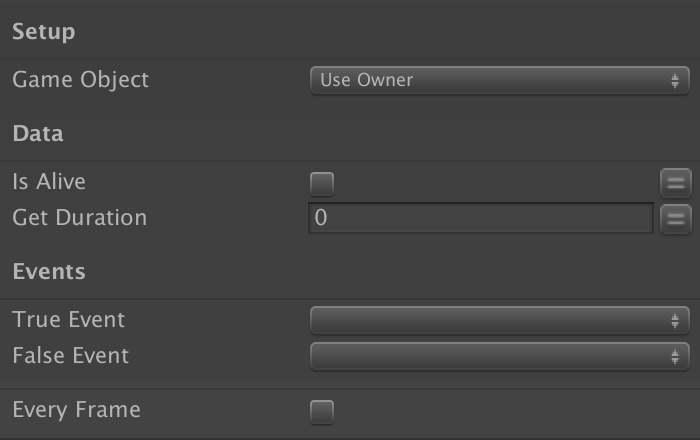 Setup
Game Object Use Owner
Data
Is Alive
Get Duration 0
Events
True Event
False Event
Every Frame